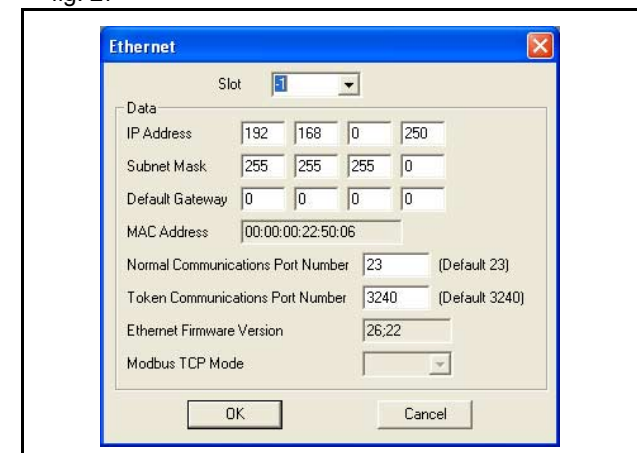 fig. 27
Ethernet
Slot -1
Data
IP Address 192 168 0 250
Subnet Mask 255 255 255 0
Default Gateway 0 0 0 0
MAC Address 00:00:00:22:50:06
Normal Communications Port Number 23 (Default 23)
Token Communications Port Number 3240 (Default 3240)
Ethernet Firmware Version 26;22
Modbus TCP Mode
OK Cancel